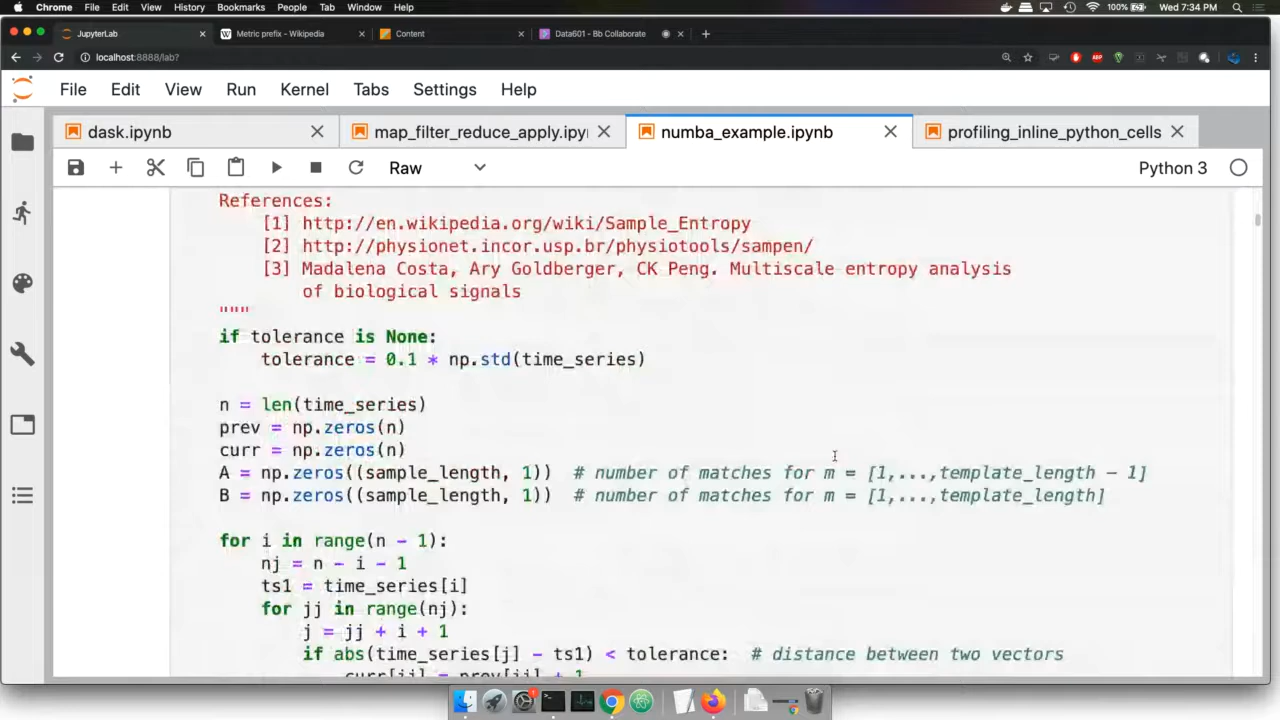 Chrome File Edit View History Bookmarks People Tab Window Help 100% Wed 7:34 PM
JupyterLab Metric prefix - Wikipedia Content Data601 - Bb Collaborate
localhost:8888/lab?
File Edit View Run Kernel Tabs Settings Help
dask.ipynb map_filter_reduce_apply.ipyn numba_example.ipynb profiling_inline_python_cells
Raw Python 3
References:
[1] http://en.wikipedia.org/wiki/Sample_Entropy
[2] http://physionet.incor.usp.br/physiotools/sampen/
[3] Madalena Costa, Ary Goldberger, CK Peng. Multiscale entropy analysis
of biological signals
"""
if tolerance is None:
tolerance = 0.1 * np.std(time_series)
n = len(time_series)
prev = np.zeros(n)
curr = np.zeros(n)
A = np.zeros((sample_length, 1)) # number of matches for m = [1,...,template_length - 1]
B = np.zeros((sample_length, 1)) # number of matches for m = [1,...,template_length]
for i in range(n - 1):
nj = n - i - 1
ts1 = time_series[i]
for jj in range(nj):
j = jj + i + 1
if abs(time_series[j] - ts1) < tolerance: # distance between two vectors
curr[jj] = prev[jj] + 1